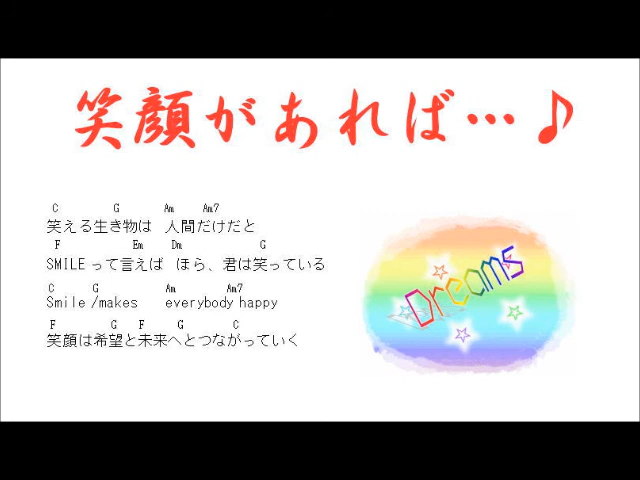 笑顔があれば…♪
C G Am Am7
笑える生き物は 人間だけだと
F Em Dm G
SMILEって言えば ほら、君は笑っている
C G Am Am7
Smile /makes everybody happy
F G F G C
笑顔は希望と未来へとつながっていく
Dreams